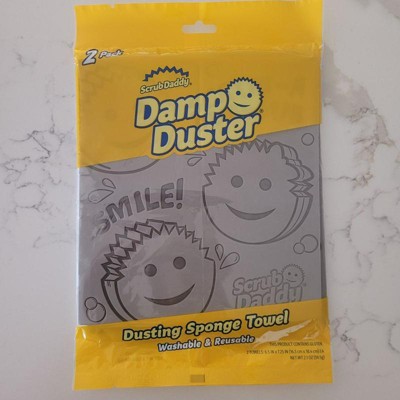 2 Pack
Scrub Daddy
Damp
Duster
SMILE!
Scrub
Daddy
Dusting Sponge Towel
Washable & Reusable